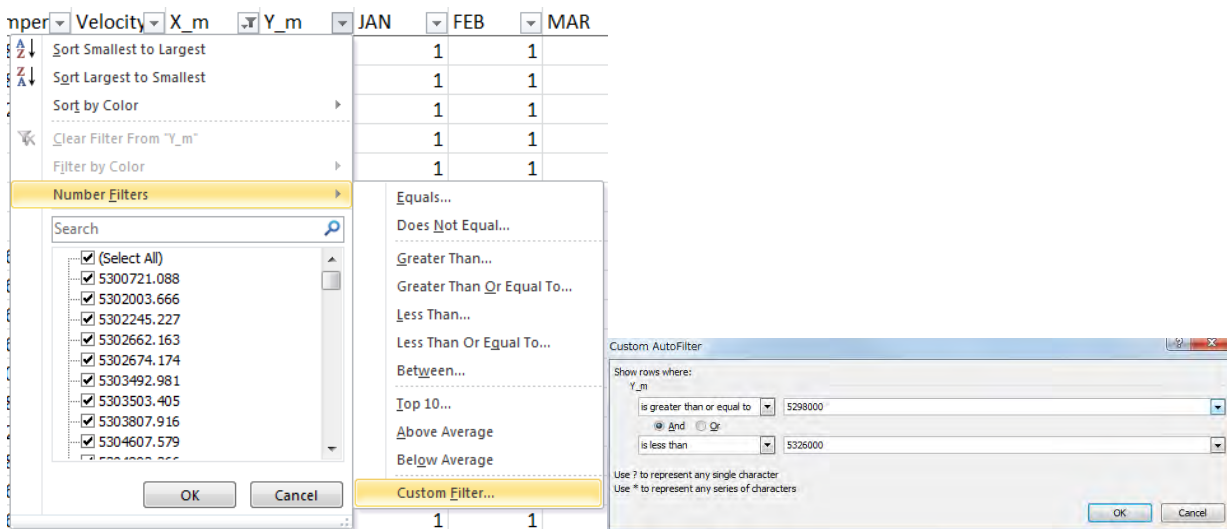 mper Velocity X_m Y_m JAN FEB MAR
Sort Smallest to Largest 1 1
Sort Largest to Smallest 1 1
Sort by Color 1 1
Clear Filter From "Y_m" 1 1
Filter by Color 1 1
Number Filters
Search
(Select All)
5300721.088
5302003.666
5302245.227
5302662.163
5302674.174
5303492.981
5303503.405
5303807.916
5304607.579
OK Cancel
Equals...
Does Not Equal...
Greater Than...
Greater Than Or Equal To...
Less Than...
Less Than Or Equal To...
Between...
Top 10...
Above Average
Below Average
Custom Filter...
1 1
Custom AutoFilter
Show rows where:
Y_m
is greater than or equal to 5298000
And Or
is less than 5326000
Use ? to represent any single character
Use * to represent any series of characters
OK Cancel